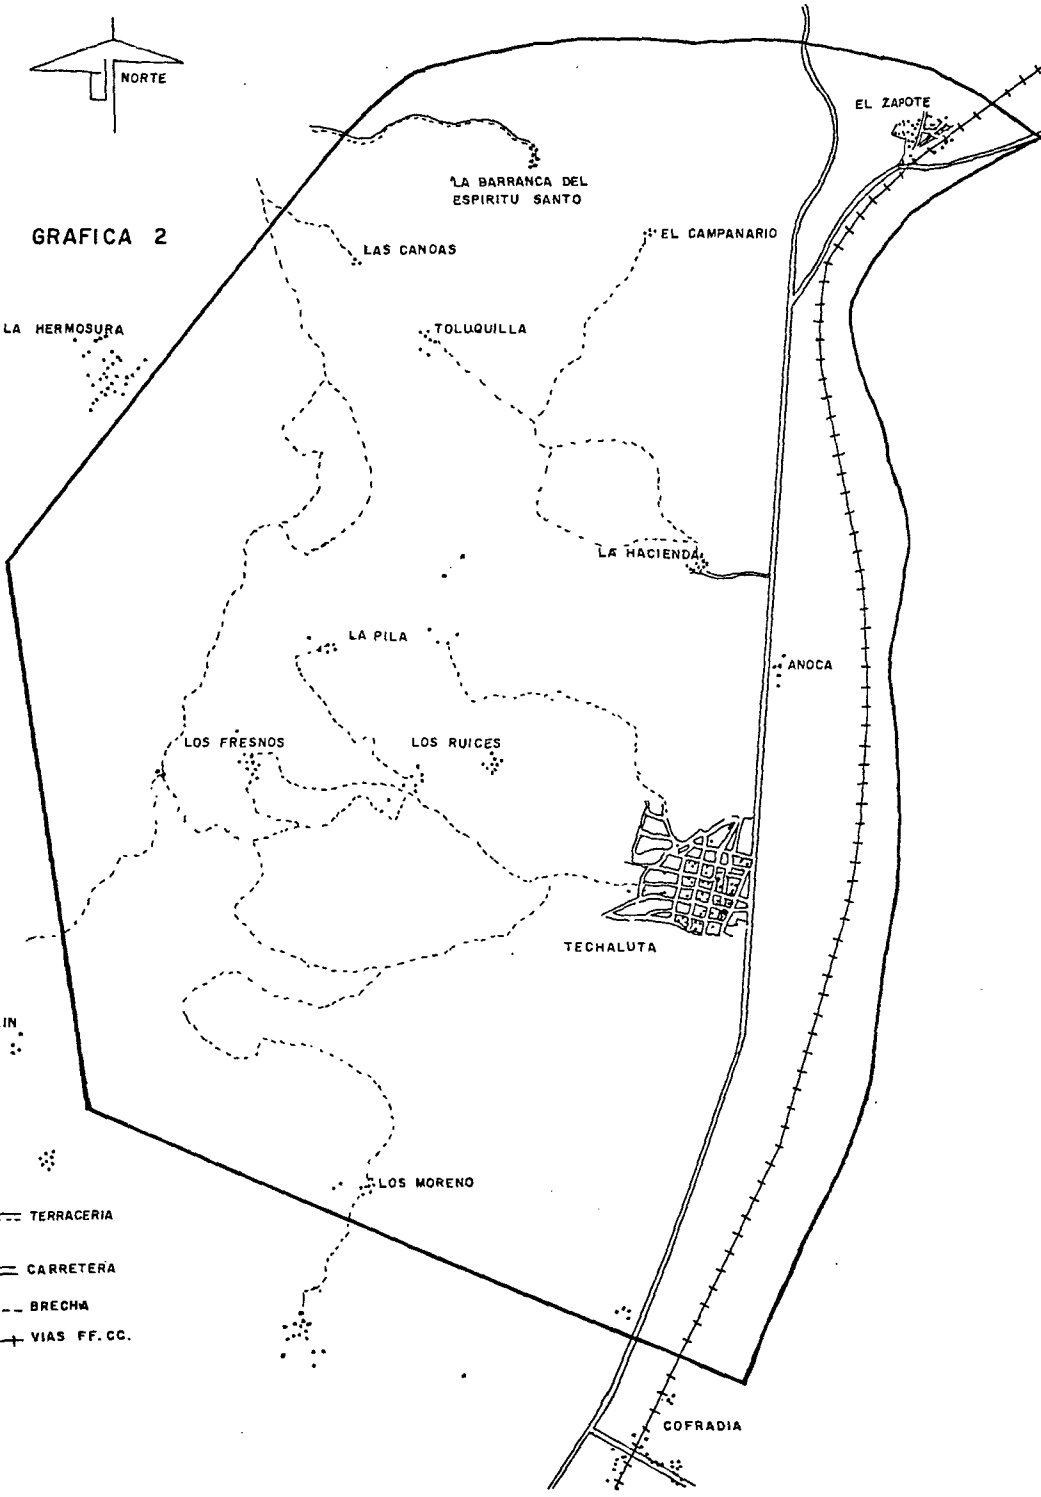 NORTE
EL ZAPOTE
LA BARRANCA DEL
ESPIRITU SANTO
GRAFICA 2
EL CAMPANARIO
LAS CANOAS
LA HERMOSURA
TOLUQUILLA
LA HACIENDA
LA PILA
ANOCA
LOS FRESNOS
LOS RUICES
TECHALUTA
IN
LOS MORENO
TERRACERIA
CARRETERA
BRECHA
VIAS FF. CC.
COFRADIA